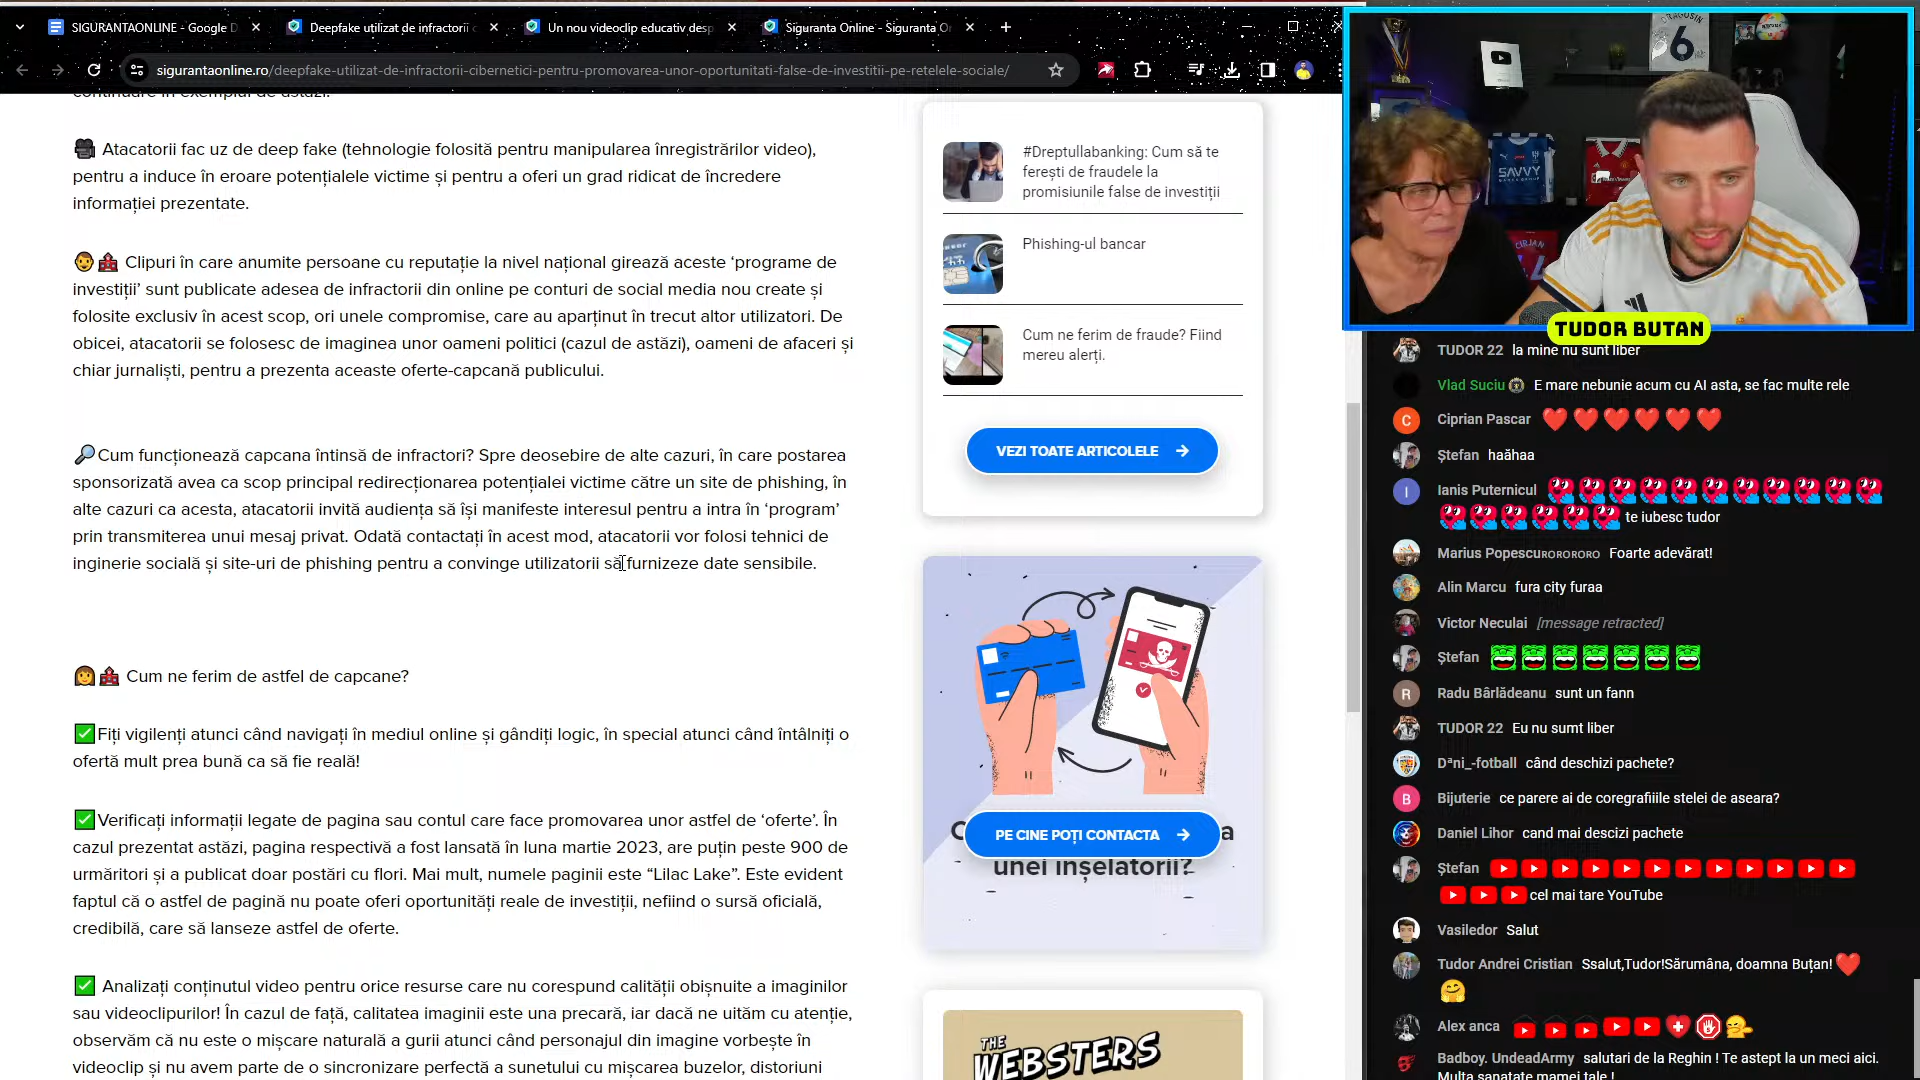 SIGURANTAONLINE - Google D
Deepfake utilizat de infractorii c
Un nou videoclip educativ desp
Siguranta Online - Siguranta On
sigurantaonline.ro/deepfake-utilizat-de-infractorii-cibernetici-pentru-promovarea-unor-oportunitati-false-de-investitii-pe-retelele-sociale/
continuare în exemplul de astăzi.
Atacatorii fac uz de deep fake (tehnologie folosită pentru manipularea înregistrărilor video),
pentru a induce în eroare potențialele victime și pentru a oferi un grad ridicat de încredere
informației prezentate.
👨‍🏫 Clipuri în care anumite persoane cu reputație la nivel național girează aceste ‘programe de
investiții’ sunt publicate adesea de infractorii din online pe conturi de social media nou create și
folosite exclusiv în acest scop, ori unele compromise, care au aparținut în trecut altor utilizatori. De
obicei, atacatorii se folosesc de imaginea unor oameni politici (cazul de astăzi), oameni de afaceri și
chiar jurnaliști, pentru a prezenta aceaste oferte-capcană publicului.
🔎Cum funcționează capcana întinsă de infractori? Spre deosebire de alte cazuri, în care postarea
sponsorizată avea ca scop principal redirecționarea potențialei victime către un site de phishing, în
alte cazuri ca acesta, atacatorii invită audiența să își manifeste interesul pentru a intra în ‘program’
prin transmiterea unui mesaj privat. Odată contactați în acest mod, atacatorii vor folosi tehnici de
inginerie socială și site-uri de phishing pentru a convinge utilizatorii să furnizeze date sensibile.
Cum ne ferim de astfel de capcane?
✅Fiți vigilenți atunci când navigați în mediul online și gândiți logic, în special atunci când întâlniți o
ofertă mult prea bună ca să fie reală!
✅Verificați informații legate de pagina sau contul care face promovarea unor astfel de ‘oferte’. În
cazul prezentat astăzi, pagina respectivă a fost lansată în luna martie 2023, are puțin peste 900 de
urmăritori și a publicat doar postări cu flori. Mai mult, numele paginii este “Lilac Lake”. Este evident
faptul că o astfel de pagină nu poate oferi oportunități reale de investiții, nefiind o sursă oficială,
credibilă, care să lanseze astfel de oferte.
✅ Analizați conținutul video pentru orice resurse care nu corespund calității obișnuite a imaginilor
sau videoclipurilor! În cazul de față, calitatea imaginii este una precară, iar dacă ne uităm cu atenție,
observăm că nu este o mișcare naturală a gurii atunci când personajul din imagine vorbește în
videoclip și nu avem parte de o sincronizare perfectă a sunetului cu mișcarea buzelor, distoriuni
#Dreptullabanking: Cum să te
ferești de fraudele la
promisiunile false de investiții
Phishing-ul bancar
Cum ne ferim de fraude? Fiind
mereu alerți.
VEZI TOATE ARTICOLELE
PE CINE POȚI CONTACTA
unei înșelătorii?
THE
WEBSTERS
DRAGUSIN
6
SAVVY
TUDOR BUTAN
TUDOR 22 la mine nu sunt liber
Vlad Suciu E mare nebunie acum cu AI asta, se fac multe rele
Ciprian Pascar ❤️❤️❤️❤️❤️❤️
Ștefan haăhaa
Ianis Puternicul
te iubesc tudor
Marius Popescuʀᴏʀᴏʀᴏʀᴏ Foarte adevărat!
Alin Marcu fura city furaa
Victor Neculai [message retracted]
Ștefan
Radu Bârlădeanu sunt un fann
TUDOR 22 Eu nu sumt liber
Dªni_-fotball când deschizi pachete?
Bijuterie ce parere ai de coregrafiile stelei de aseara?
Daniel Lihor cand mai descizi pachete
Ștefan
cel mai tare YouTube
Vasiledor Salut
Tudor Andrei Cristian Ssalut,Tudor!Sărumâna, doamna Buțan!❤️
🤗
Alex anca
Badboy. UndeadArmy salutari de la Reghin ! Te astept la un meci aici.
Multa sanatate mamei tale !